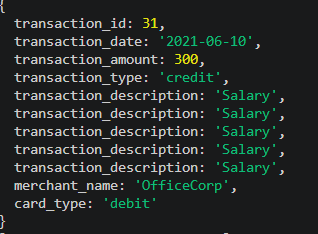 {
transaction_id: 31,
transaction_date: '2021-06-10',
transaction_amount: 300,
transaction_type: 'credit',
transaction_description: 'Salary',
transaction_description: 'Salary',
transaction_description: 'Salary',
transaction_description: 'Salary',
transaction_description: 'Salary',
merchant_name: 'OfficeCorp',
card_type: 'debit'
}